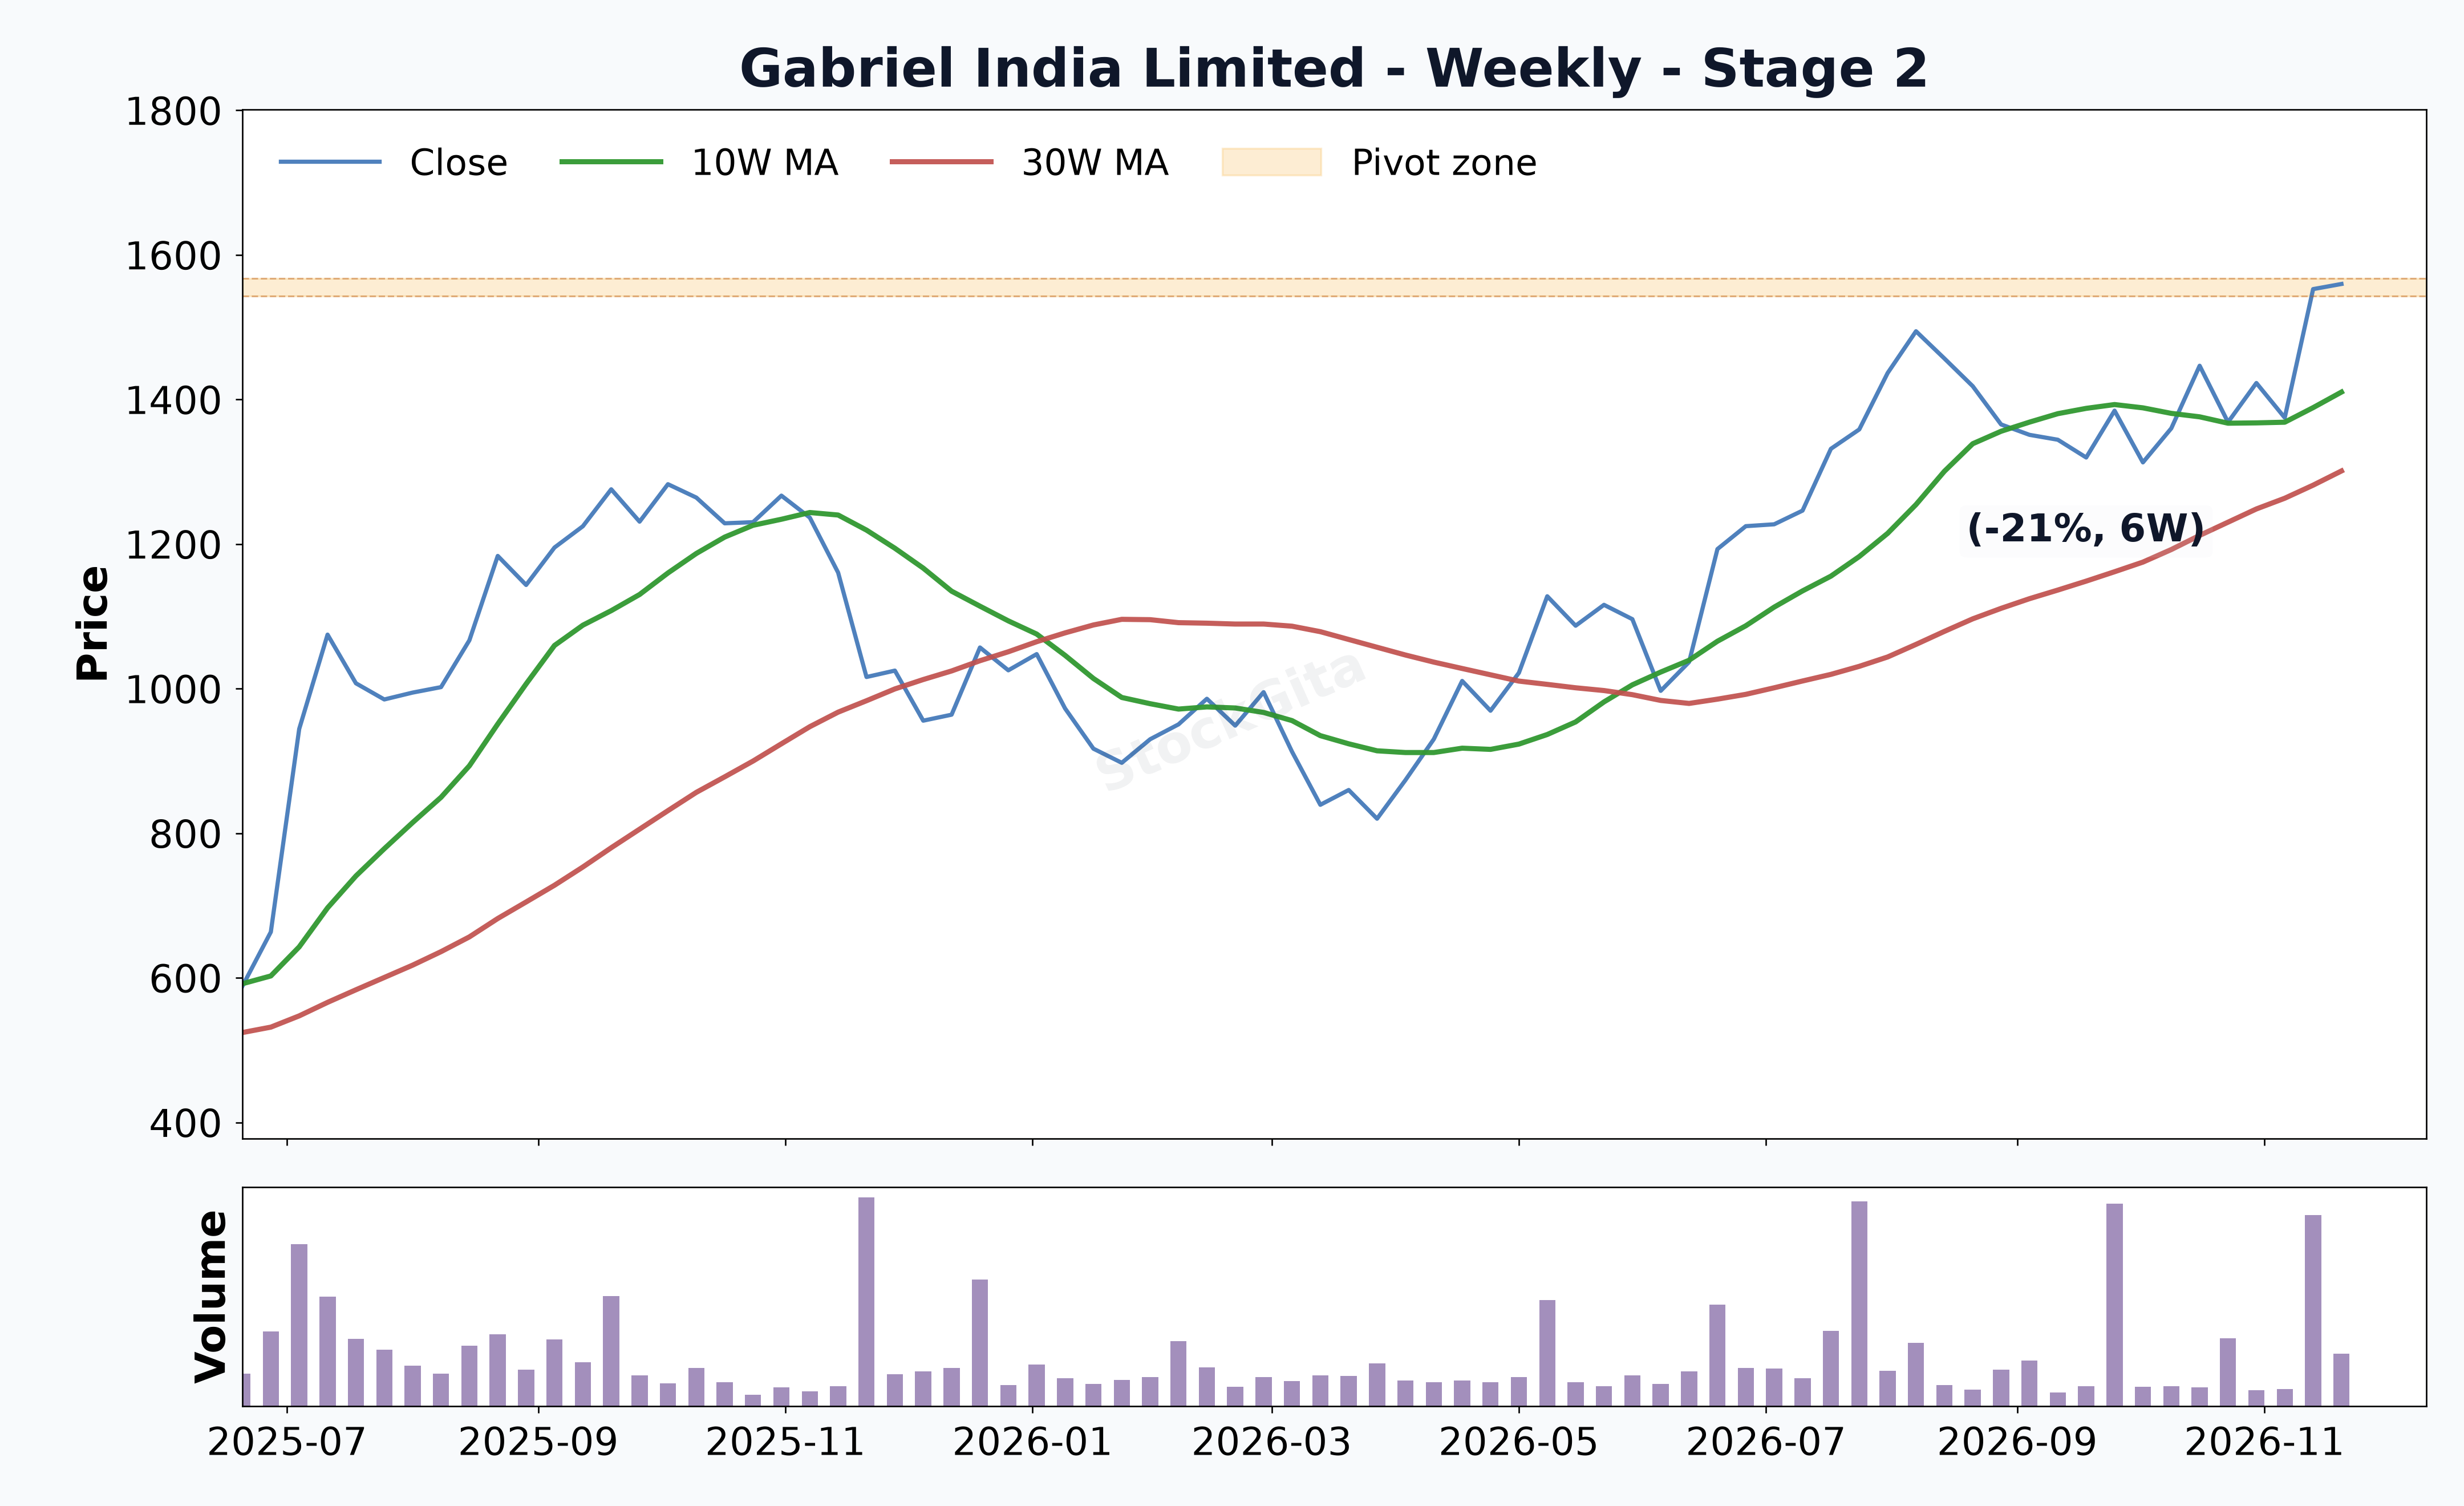 Gabriel India Limited - Weekly - Stage 2
Close 10W MA 30W MA Pivot zone
1800
1600
1400
1200
1000
800
600
400
Price
(-21%, 6W)
StockGita
Volume
2025-07 2025-09 2025-11 2026-01 2026-03 2026-05 2026-07 2026-09 2026-11